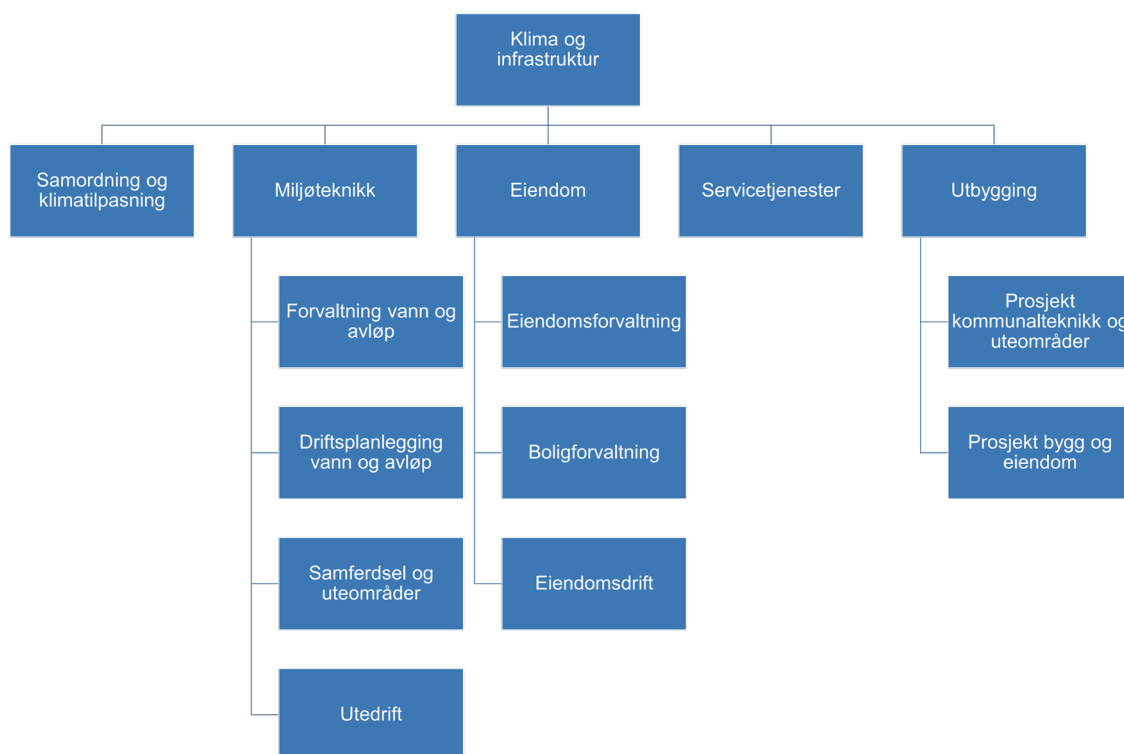 Klima og
infrastruktur
Samordning og
klimatilpasning
Miljøteknikk
Eiendom
Servicetjenester
Utbygging
Forvaltning vann og
avløp
Driftsplanlegging
vann og avløp
Samferdsel og
uteområder
Utedrift
Eiendomsforvaltning
Boligforvaltning
Eiendomsdrift
Prosjekt
kommunalteknikk og
uteområder
Prosjekt bygg og
eiendom